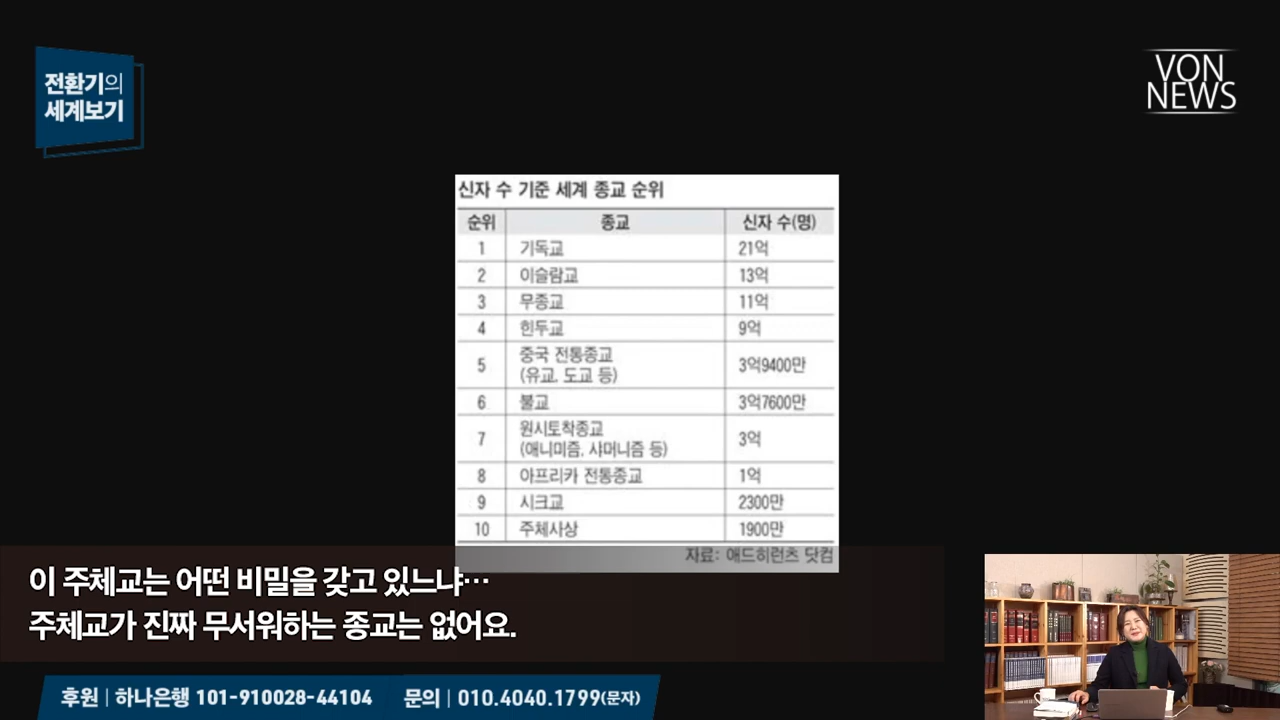 전환기의
세계보기
VON
NEWS
신자 수 기준 세계 종교 순위
순위 종교 신자 수(명)
1 기독교 21억
2 이슬람교 13억
3 무종교 11억
4 힌두교 9억
5 중국 전통종교 (유교, 도교 등) 3억9400만
6 불교 3억7600만
7 원시토착종교 (애니미즘, 샤머니즘 등) 3억
8 아프리카 전통종교 1억
9 시크교 2300만
10 주체사상 1900만
자료: 애드히런츠 닷컴
이 주체교는 어떤 비밀을 갖고 있느냐…
주체교가 진짜 무서워하는 종교는 없어요.
후원 | 하나은행 101-910028-44104 문의 | 010.4040.1799(문자)